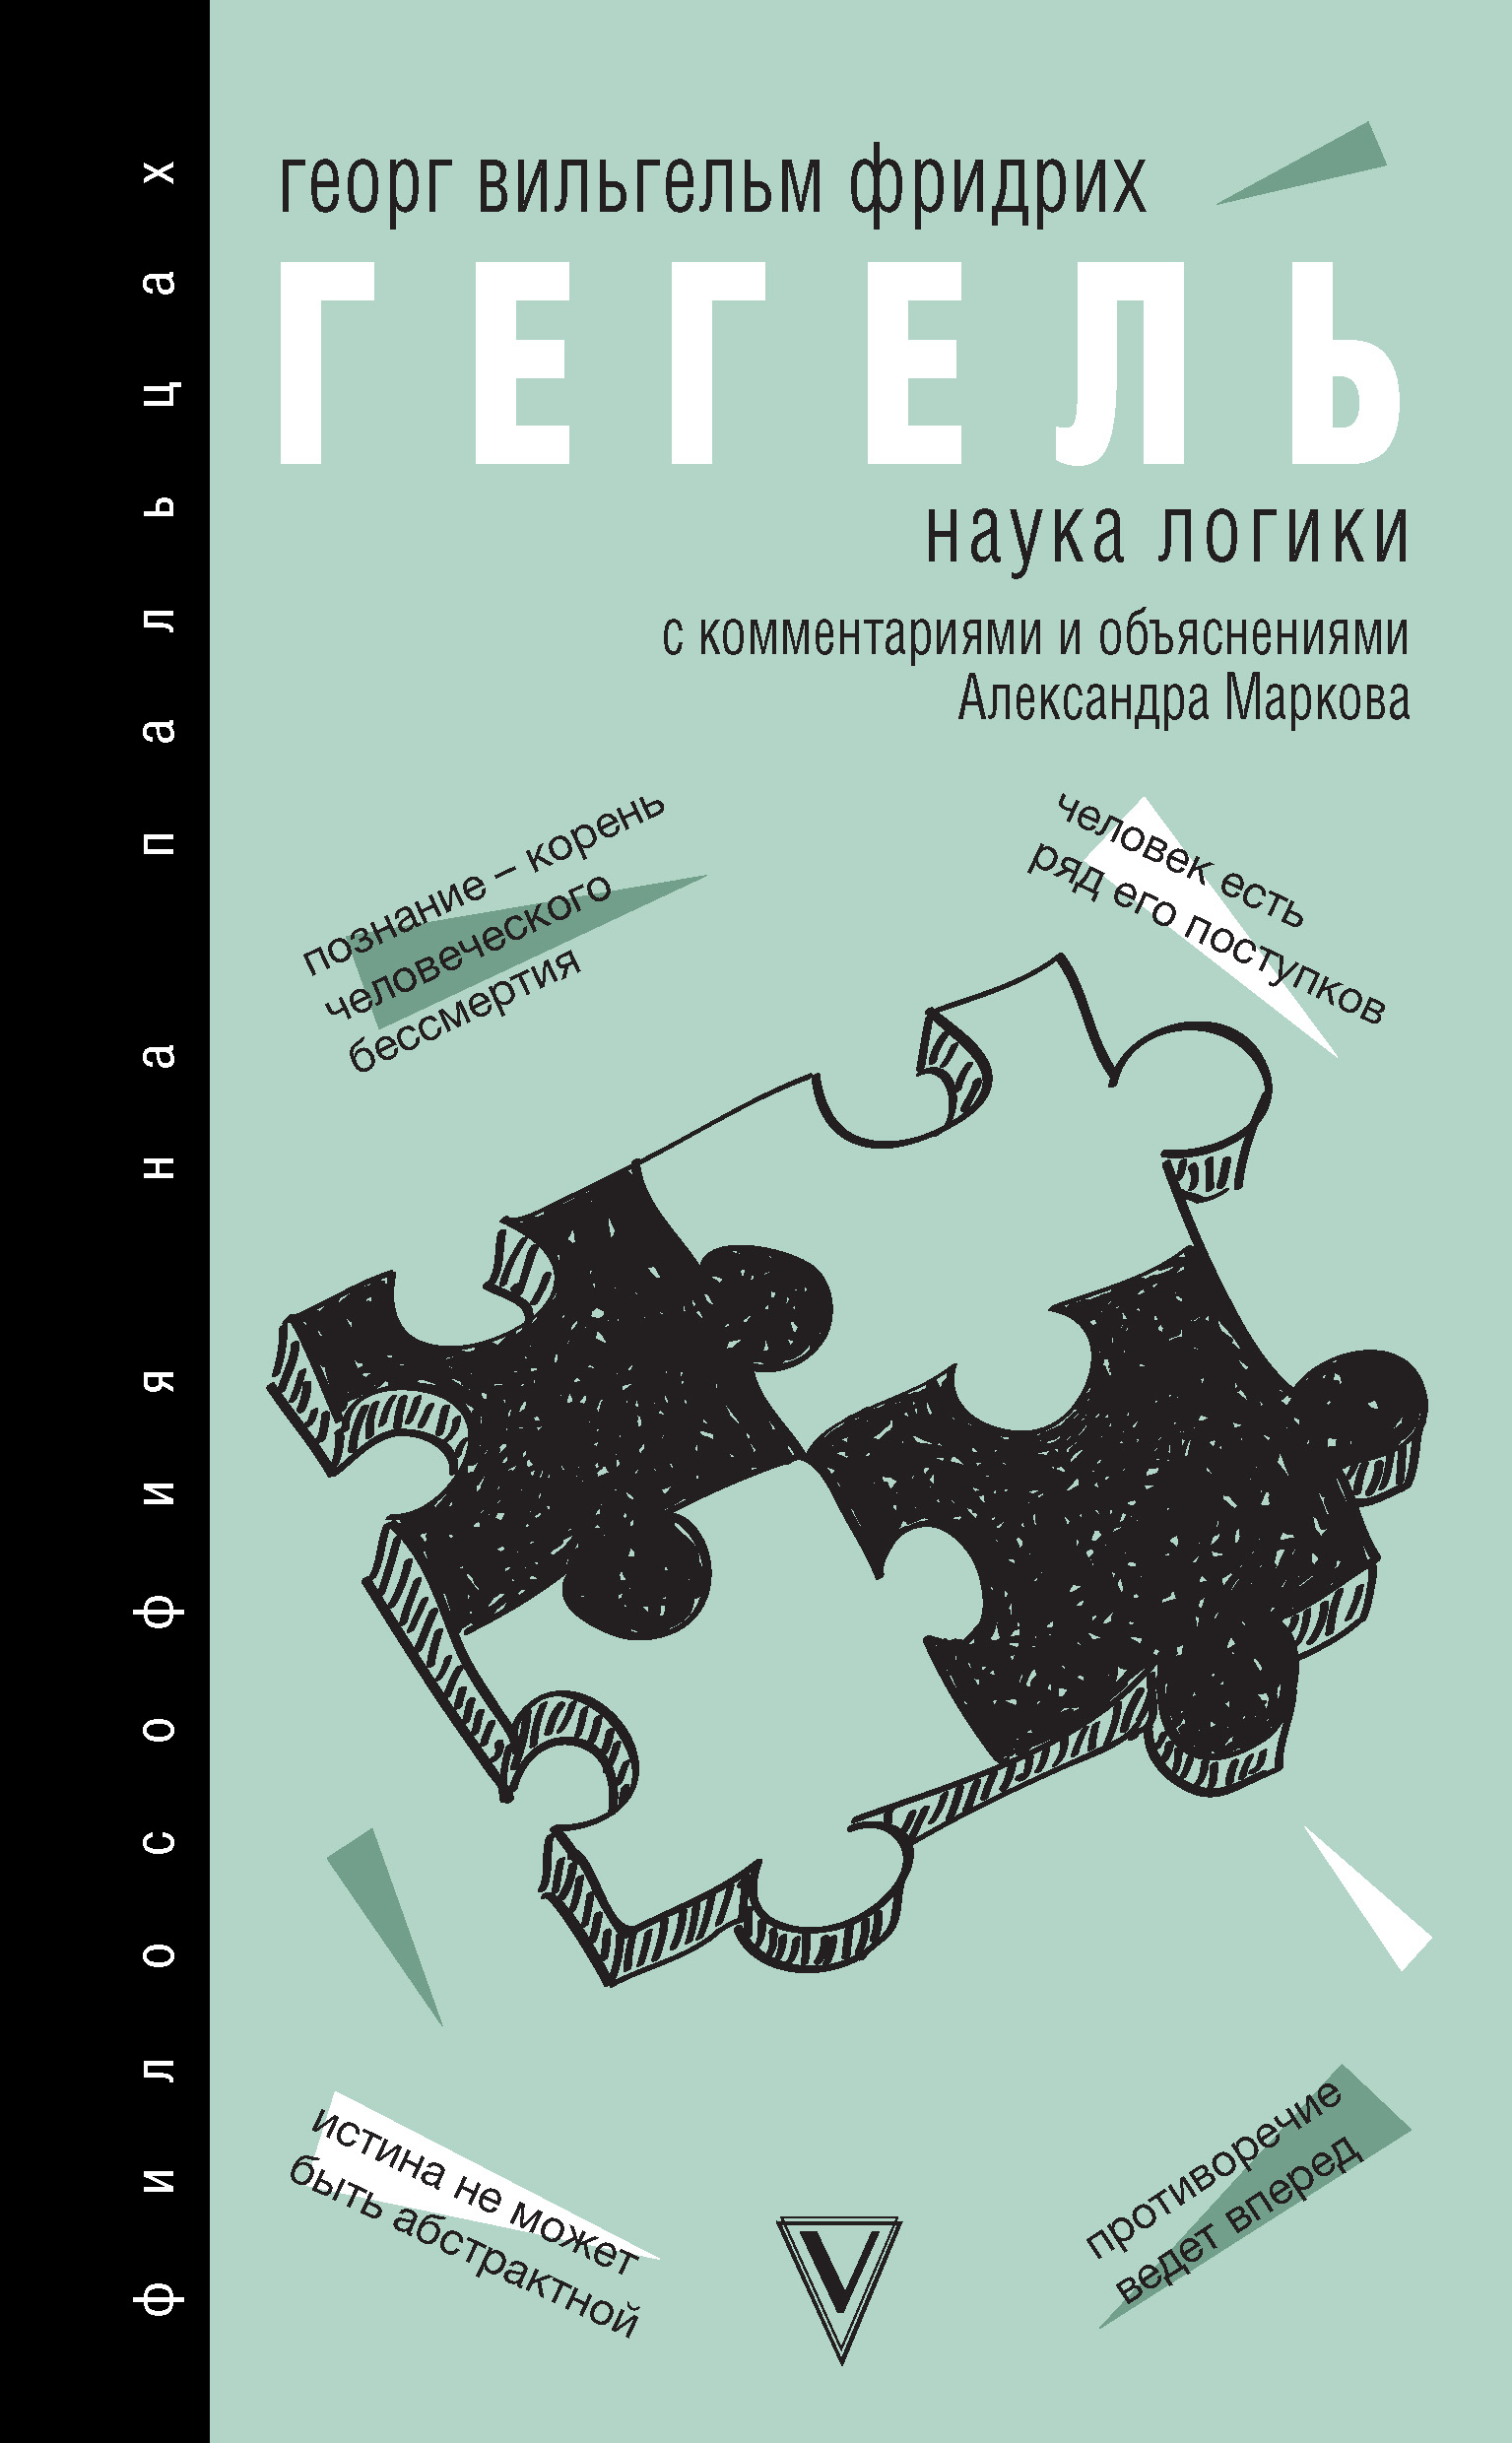 георг вильгельм фридрих
ГЕГЕЛЬ
наука логики
с комментариями и объяснениями
Александра Маркова
философия на пальцах
познание – корень
человеческого
бессмертия
человек есть
ряд его поступков
истина не может
быть абстрактной
противоречие
ведет вперед
V